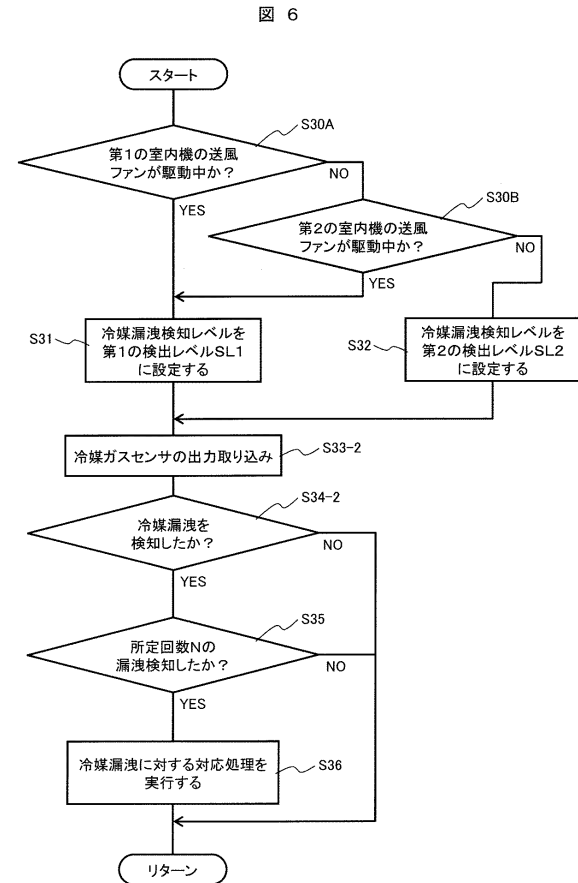 図 6
スタート
S30A
第1の室内機の送風
ファンが駆動中か?
NO
YES
S30B
第2の室内機の送風
ファンが駆動中か?
NO
YES
S31
冷媒漏洩検知レベルを
第1の検出レベルSL1
に設定する
S32
冷媒漏洩検知レベルを
第2の検出レベルSL2
に設定する
冷媒ガスセンサの出力取り込み
S33-2
S34-2
冷媒漏洩を
検知したか?
NO
YES
S35
所定回数Nの
漏洩検知したか?
NO
YES
冷媒漏洩に対する対応処理を
実行する
S36
リターン